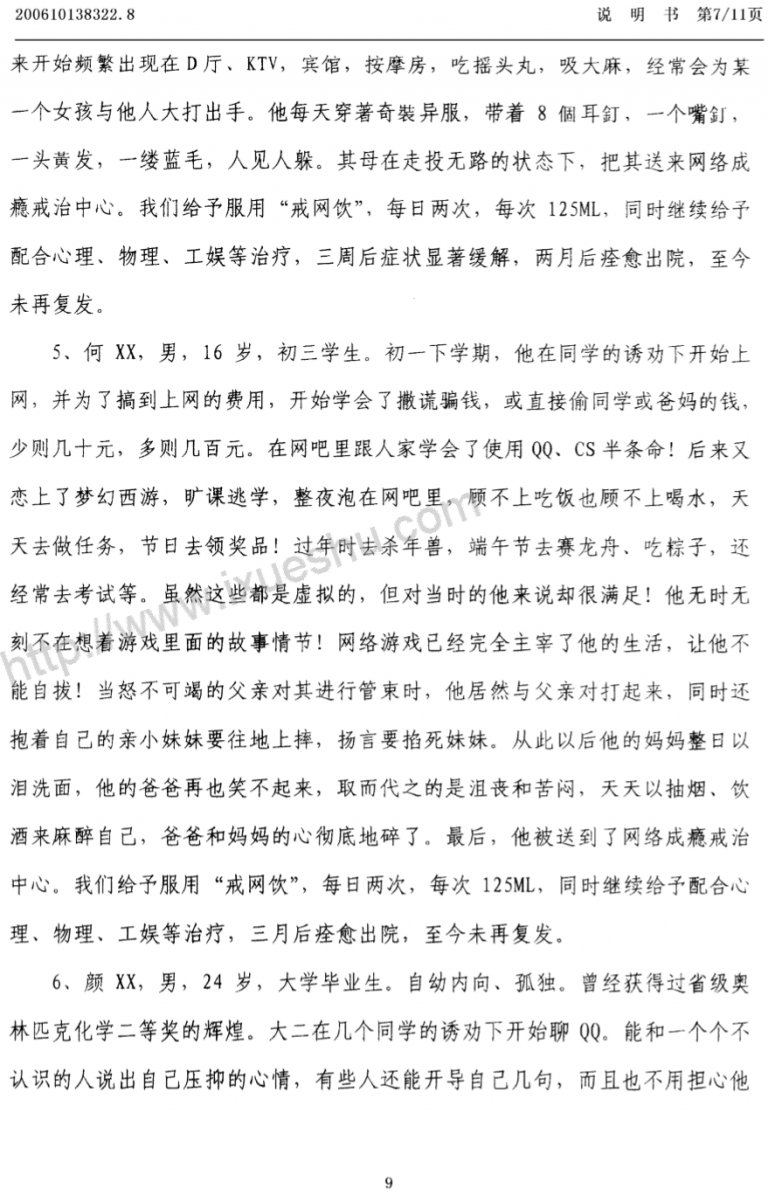 200610138322.8 说 明 书 第7/11页
来开始频繁出现在 D 厅、KTV，宾馆，按摩房，吃摇头丸，吸大麻，经常会为某
一个女孩与他人大打出手。他每天穿著奇裝异服，带着 8 個耳釘，一个嘴釘，
一头黃发，一缕蓝毛，人见人躲。其母在走投无路的状态下，把其送来网络成
瘾戒治中心。我们给予服用“戒网饮”，每日两次，每次 125ML，同时继续给予
配合心理、物理、工娱等治疗，三周后症状显著缓解，两月后痊愈出院，至今
未再复发。
5、何 XX，男，16 岁，初三学生。初一下学期，他在同学的诱劝下开始上
网，并为了搞到上网的费用，开始学会了撒谎骗钱，或直接偷同学或爸妈的钱，
少则几十元，多则几百元。在网吧里跟人家学会了使用 QQ、CS 半条命！后来又
恋上了梦幻西游，旷课逃学，整夜泡在网吧里，顾不上吃饭也顾不上喝水，天
天去做任务，节日去领奖品！过年时去杀年兽，端午节去赛龙舟、吃粽子，还
经常去考试等。虽然这些都是虚拟的，但对当时的他来说却很满足！他无时无
刻不在想着游戏里面的故事情节！网络游戏已经完全主宰了他的生活，让他不
能自拔！当怒不可竭的父亲对其进行管束时，他居然与父亲对打起来，同时还
抱着自己的亲小妹妹要往地上摔，扬言要掐死妹妹。从此以后他的妈妈整日以
泪洗面，他的爸爸再也笑不起来，取而代之的是沮丧和苦闷，天天以抽烟、饮
酒来麻醉自己，爸爸和妈妈的心彻底地碎了。最后，他被送到了网络成瘾戒治
中心。我们给予服用“戒网饮”，每日两次，每次 125ML，同时继续给予配合心
理、物理、工娱等治疗，三月后痊愈出院，至今未再复发。
6、颜 XX，男，24 岁，大学毕业生。自幼内向、孤独。曾经获得过省级奥
林匹克化学二等奖的辉煌。大二在几个同学的诱劝下开始聊 QQ。能和一个个不
认识的人说出自己压抑的心情，有些人还能开导自己几句，而且也不用担心他
http://www.ixueshu.com
9